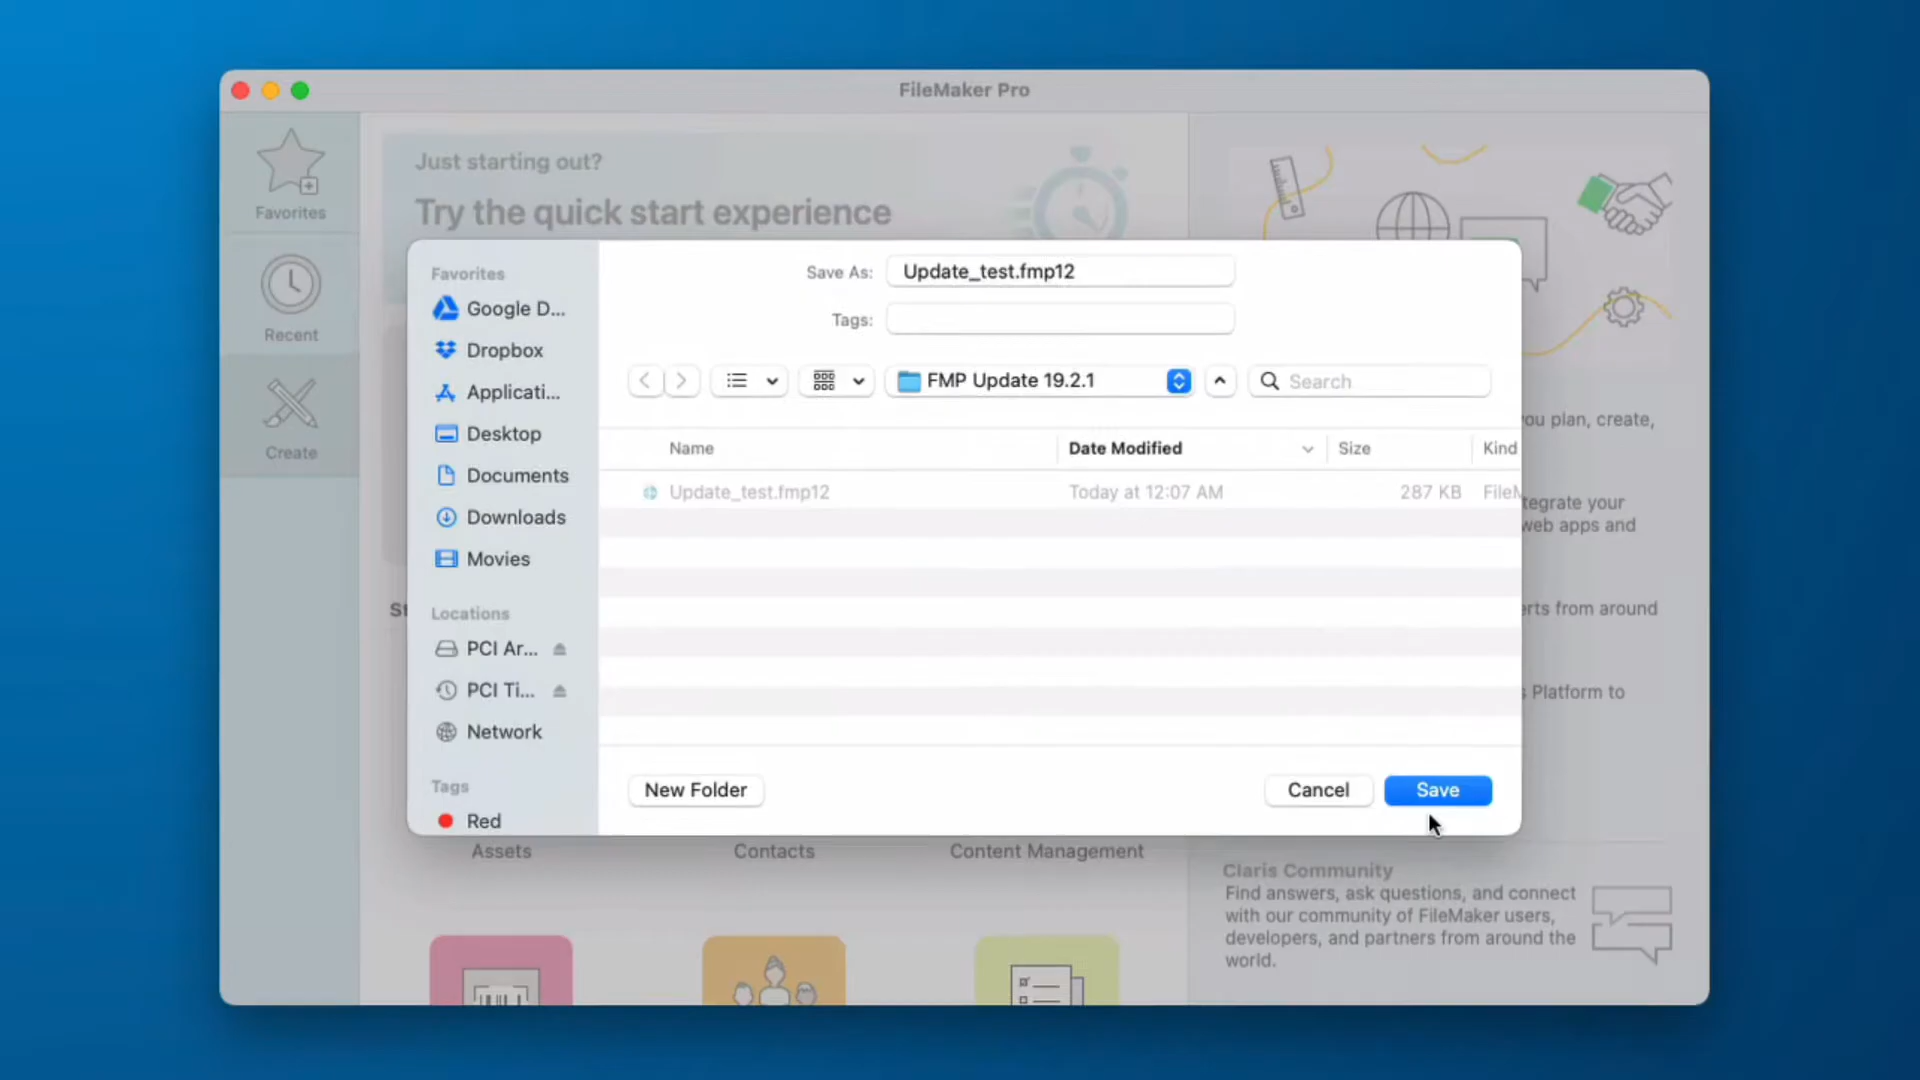 FileMaker Pro
Favorites
Recent
Create
Just starting out?
Try the quick start experience
Favorites
Google D...
Dropbox
Applicati...
Desktop
Documents
Downloads
Movies
Locations
PCI Ar...
PCI Ti...
Network
Tags
Red
Save As: Update_test.fmp12
Tags:
FMP Update 19.2.1
Search
Name Date Modified Size Kind
Update_test.fmp12 Today at 12:07 AM 287 KB FileM
New Folder
Cancel
Save
St
ou plan, create,
tegrate your
web apps and
rts from around
Platform to
Assets
Contacts
Content Management
Claris Community
Find answers, ask questions, and connect
with our community of FileMaker users,
developers, and partners from around the
world.